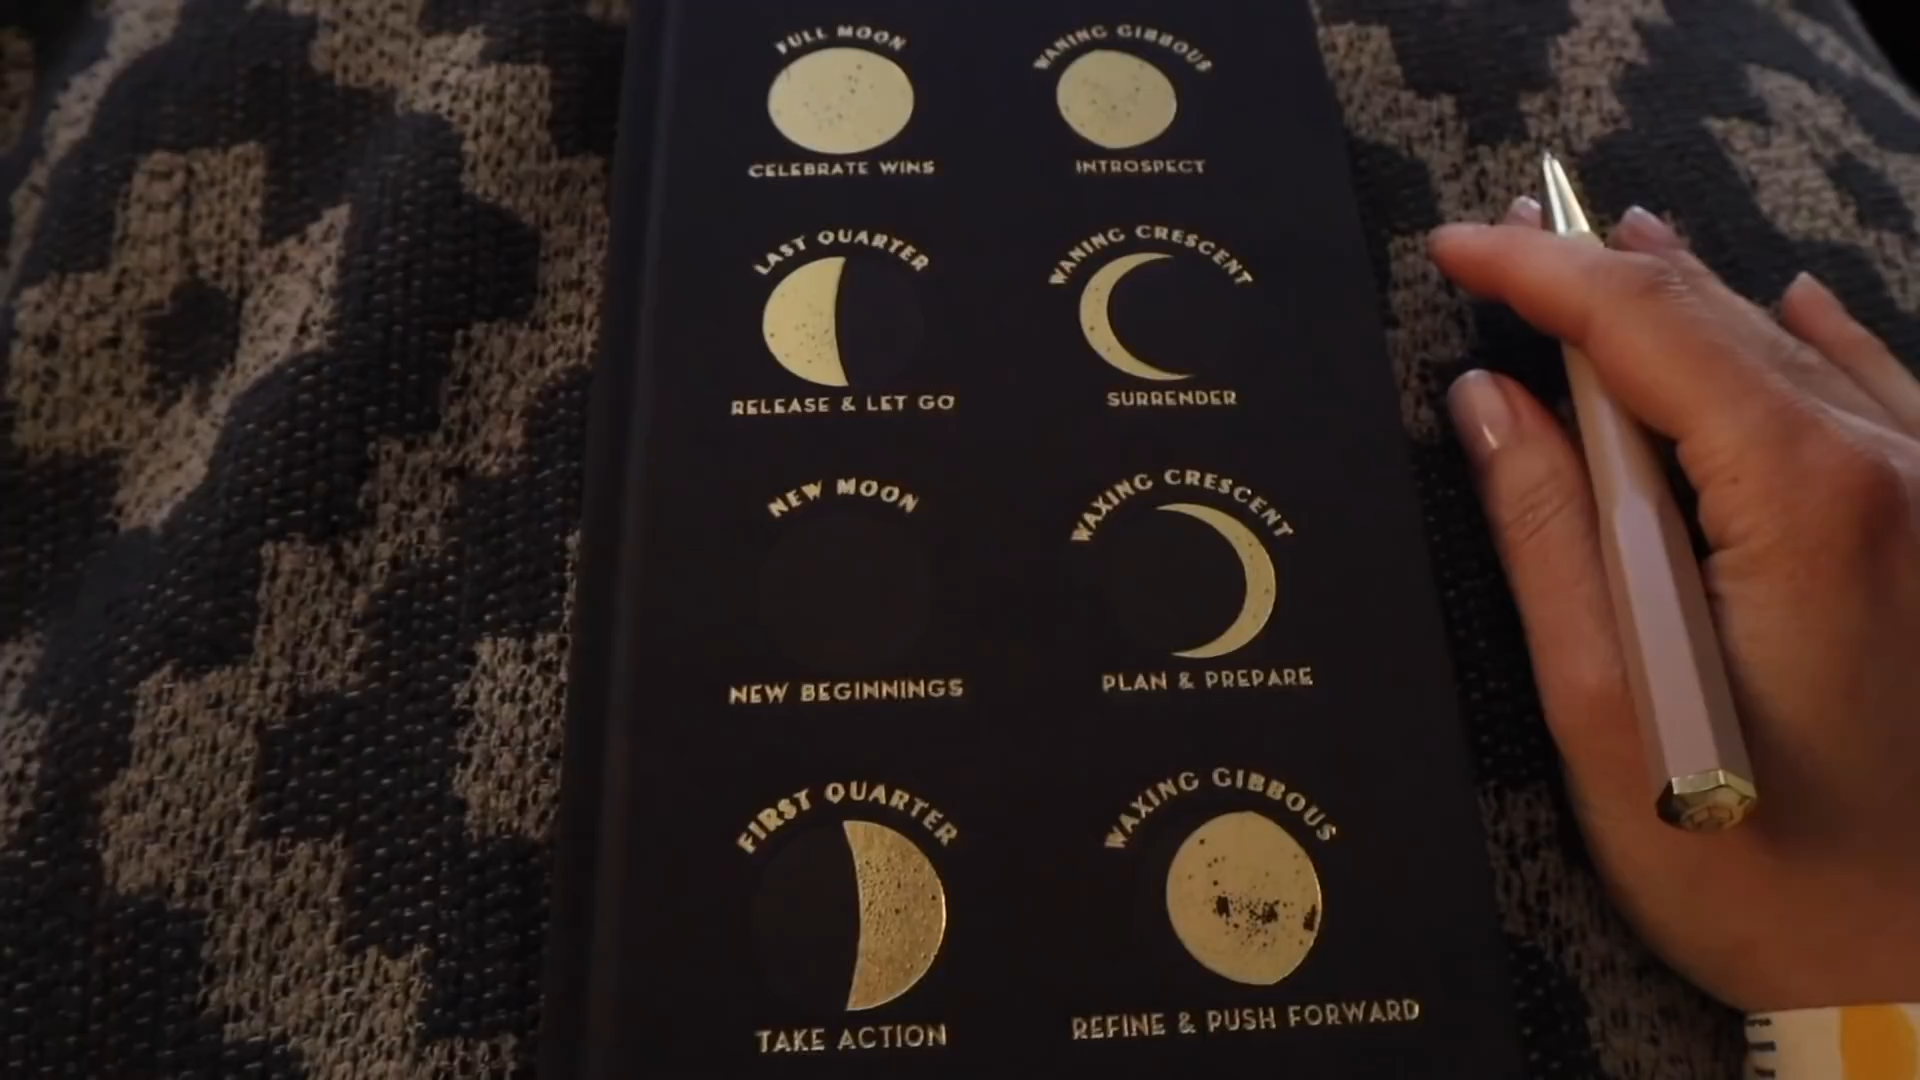 FULL MOON
CELEBRATE WINS
WANING GIBBOUS
INTROSPECT
LAST QUARTER
RELEASE & LET GO
WANING CRESCENT
SURRENDER
NEW MOON
NEW BEGINNINGS
WAXING CRESCENT
PLAN & PREPARE
FIRST QUARTER
TAKE ACTION
WAXING GIBBOUS
REFINE & PUSH FORWARD